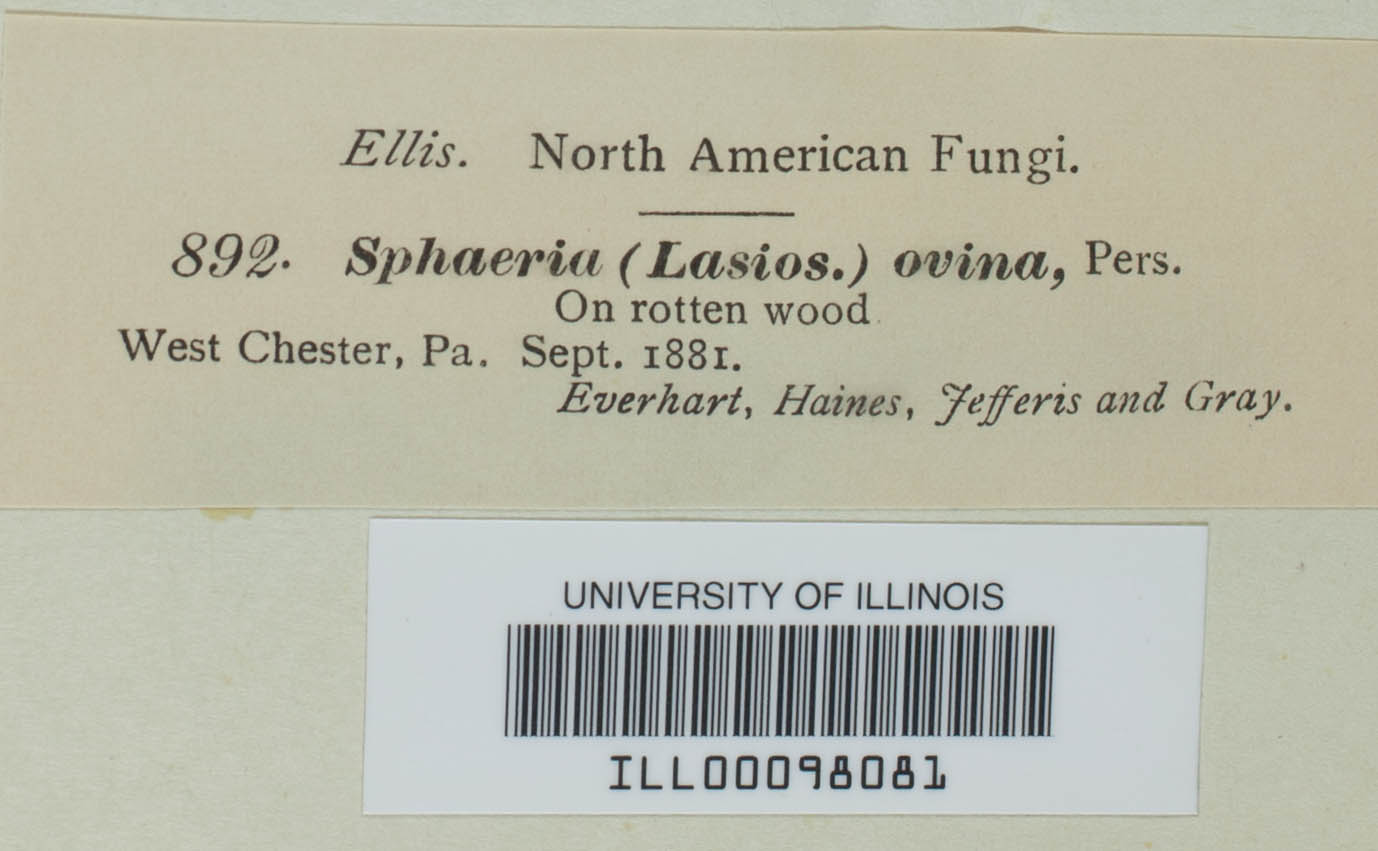 Ellis. North American Fungi.
892. Sphaeria (Lasios.) ovina, Pers.
On rotten wood
West Chester, Pa. Sept. 1881.
Everhart, Haines, Jefferis and Gray.
UNIVERSITY OF ILLINOIS
ILL00098081